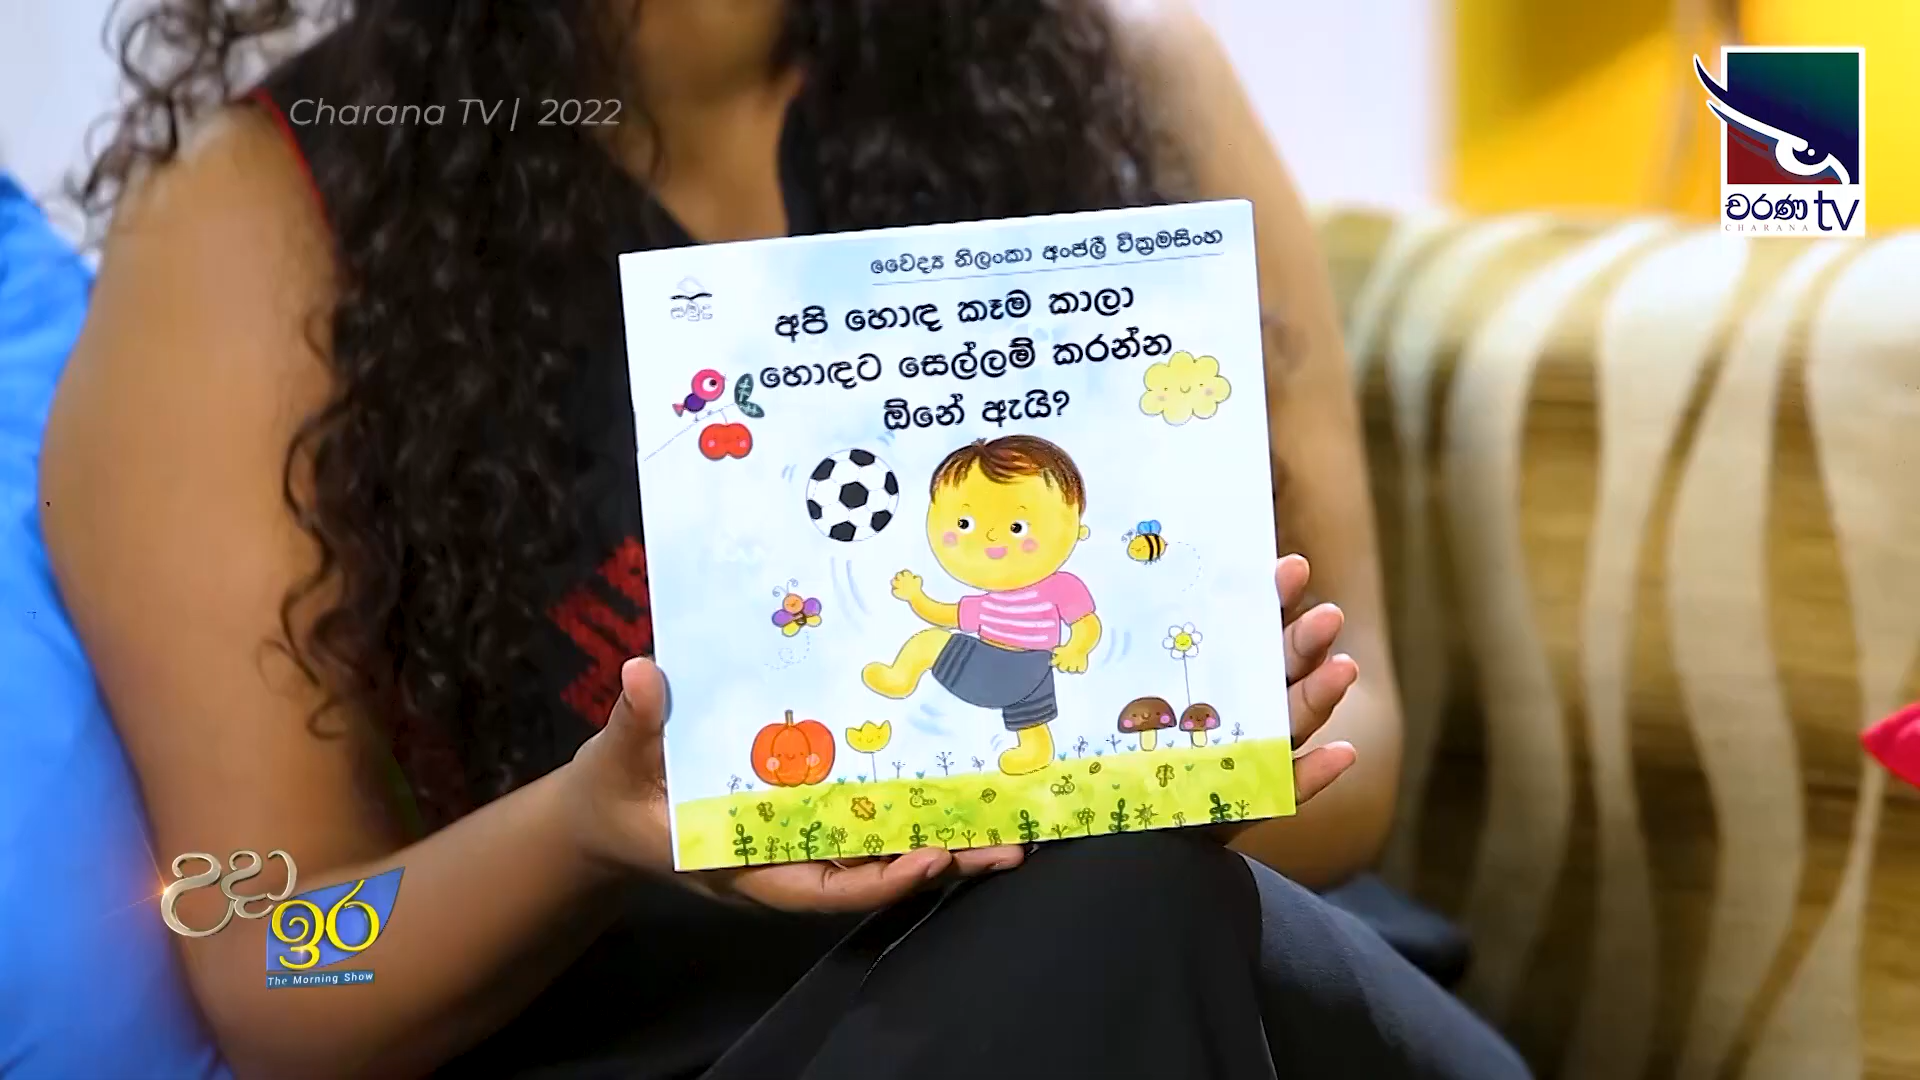 Charana TV | 2022
චරණ tv
CHARANA
වෛද්‍ය නිලංකා අංජලී වික්‍රමසිංහ
සමුද්‍ර
අපි හොඳ කෑම කාලා
හොඳට සෙල්ලම් කරන්න
ඕනේ ඇයි?
උදා
ඉර
The Morning Show